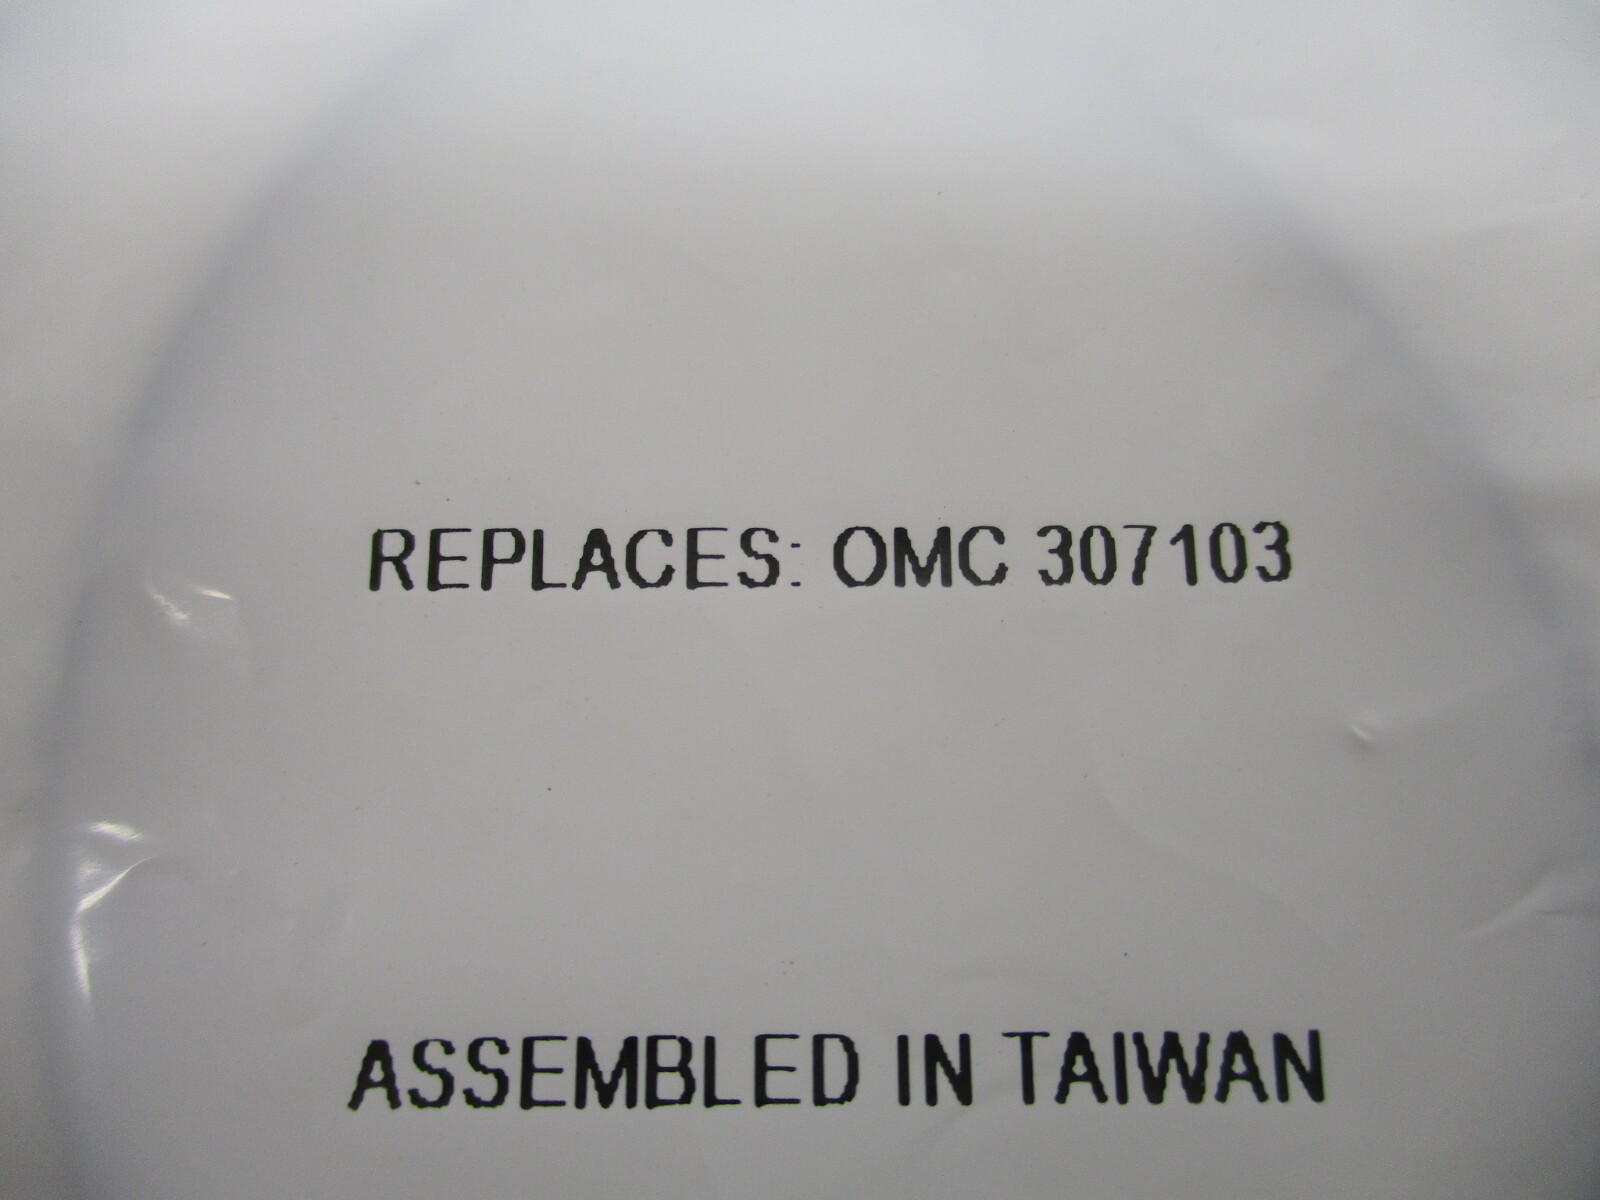 REPLACES: OMC 307103
ASSEMBLED IN TAIWAN